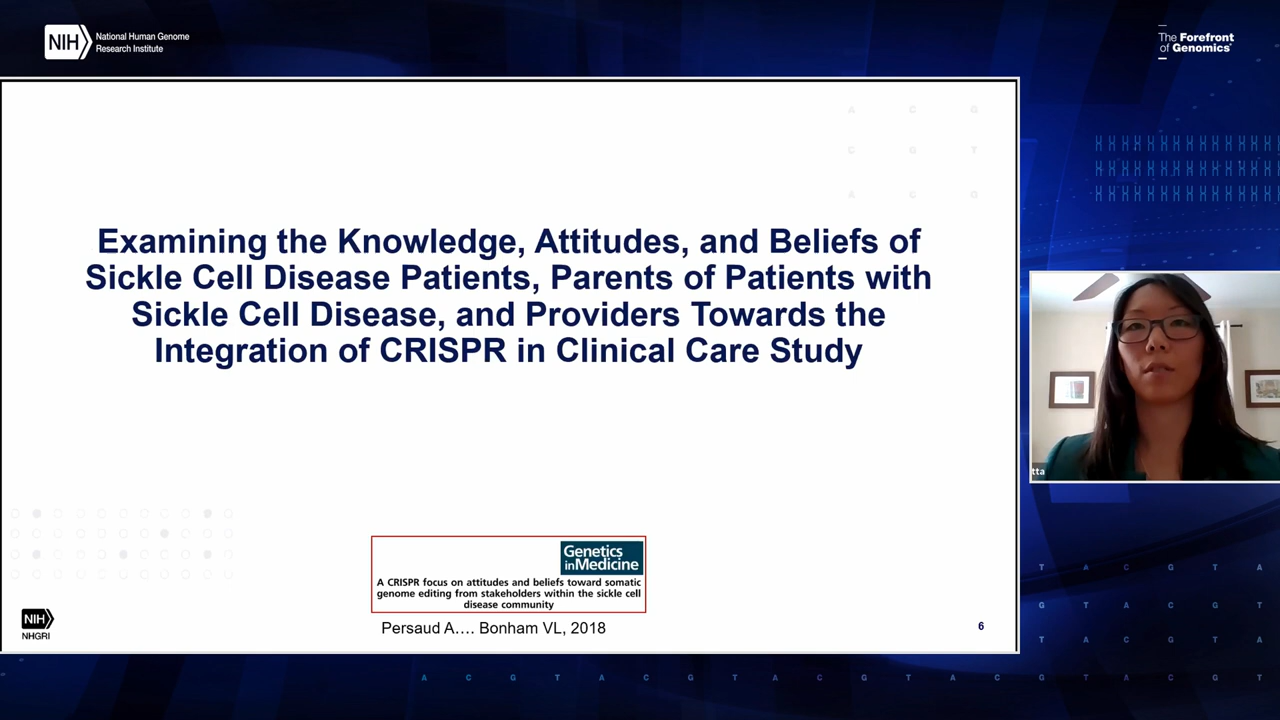 NIH
National Human Genome
Research Institute
The Forefront
of Genomics
A C G
C G T
A C G
Examining the Knowledge, Attitudes, and Beliefs of
Sickle Cell Disease Patients, Parents of Patients with
Sickle Cell Disease, and Providers Towards the
Integration of CRISPR in Clinical Care Study
tta
Genetics
inMedicine
A CRISPR focus on attitudes and beliefs toward somatic
genome editing from stakeholders within the sickle cell
disease community
Persaud A.... Bonham VL, 2018
NIH
NHGRI
6
T A C G T A
G T A C G T
T A C G T A
A C G T A C G T A C G T A C G T A C G T